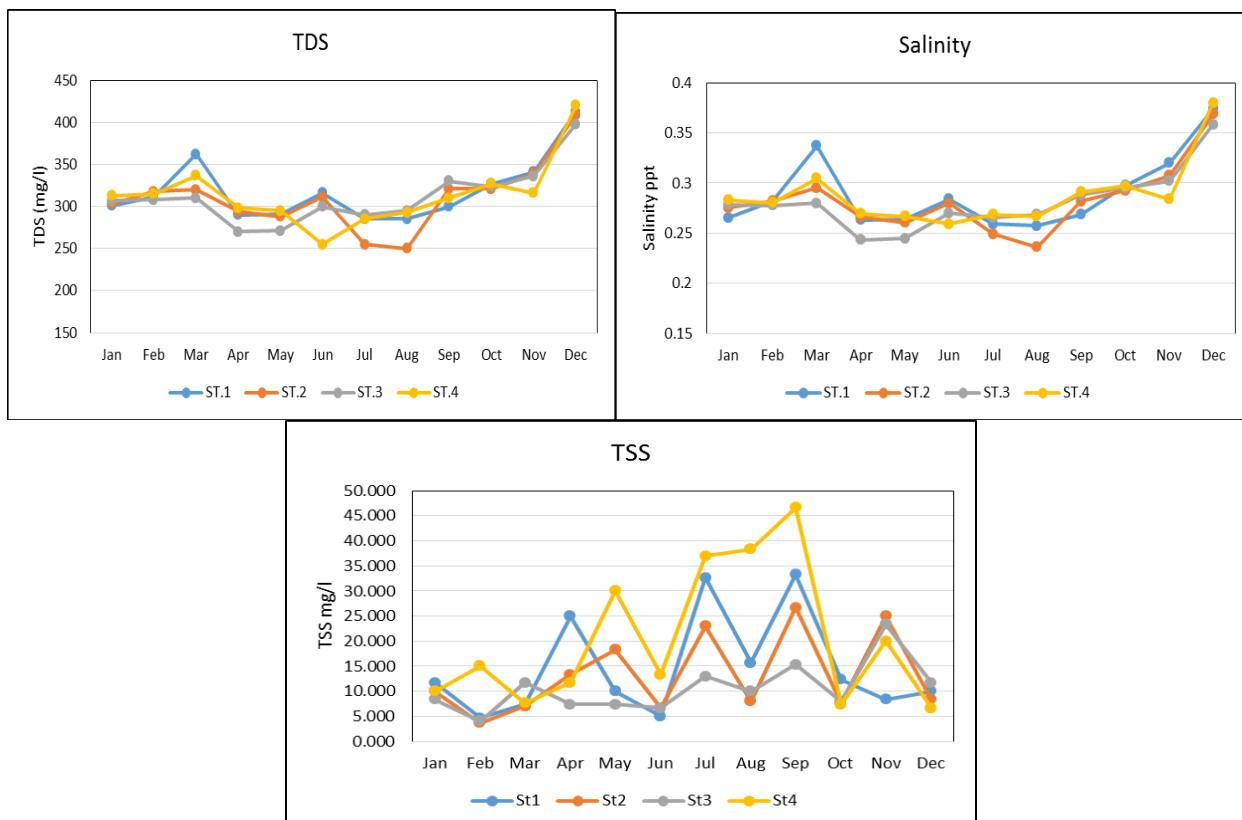 TDS
TDS (mg/l)
450
400
350
300
250
200
150
Jan Feb Mar Apr May Jun Jul Aug Sep Oct Nov Dec
ST.1 ST.2 ST.3 ST.4
Salinity
Salinity ppt
0.4
0.35
0.3
0.25
0.2
0.15
Jan Feb Mar Apr May Jun Jul Aug Sep Oct Nov Dec
ST.1 ST.2 ST.3 ST.4
TSS
TSS mg/l
50.000
45.000
40.000
35.000
30.000
25.000
20.000
15.000
10.000
5.000
0.000
Jan Feb Mar Apr May Jun Jul Aug Sep Oct Nov Dec
St1 St2 St3 St4